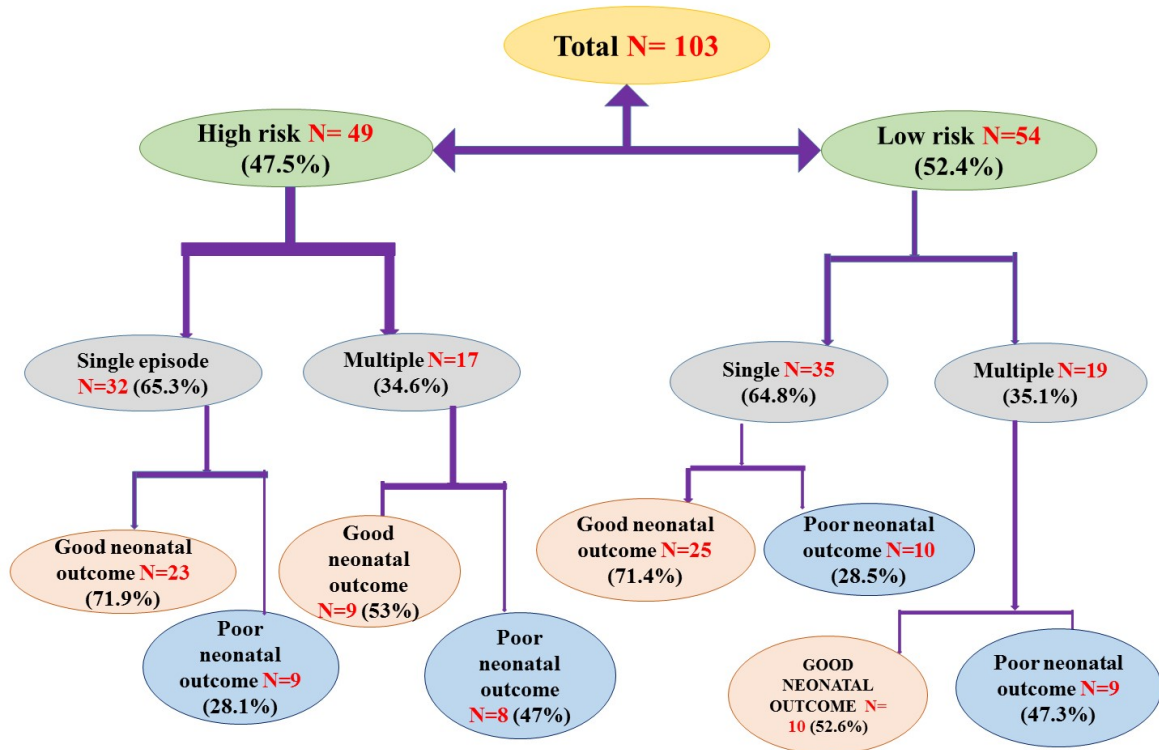 Total N= 103
High risk N= 49
(47.5%)
Low risk N=54
(52.4%)
Single episode
N=32 (65.3%)
Multiple N=17
(34.6%)
Single N=35
(64.8%)
Multiple N=19
(35.1%)
Good neonatal
outcome N=23
(71.9%)
Poor
neonatal
outcome N=9
(28.1%)
Good
neonatal
outcome
N=9 (53%)
Poor
neonatal
outcome
N=8 (47%)
Good neonatal
outcome N=25
(71.4%)
Poor neonatal
outcome N=10
(28.5%)
GOOD
NEONATAL
OUTCOME N=
10 (52.6%)
Poor neonatal
outcome N=9
(47.3%)